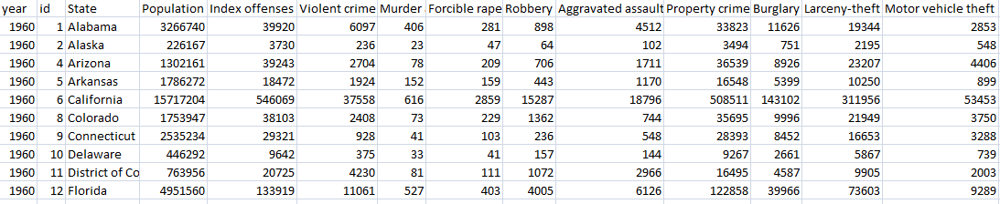 year id State Population Index offenses Violent crime Murder Forcible rape Robbery Aggravated assault Property crime Burglary Larceny-theft Motor vehicle theft
1960 1 Alabama 3266740 39920 6097 406 281 898 4512 33823 11626 19344 2853
1960 2 Alaska 226167 3730 236 23 47 64 102 3494 751 2195 548
1960 4 Arizona 1302161 39243 2704 78 209 706 1711 36539 8926 23207 4406
1960 5 Arkansas 1786272 18472 1924 152 159 443 1170 16548 5399 10250 899
1960 6 California 15717204 546069 37558 616 2859 15287 18796 508511 143102 311956 53453
1960 8 Colorado 1753947 38103 2408 73 229 1362 744 35695 9996 21949 3750
1960 9 Connecticut 2535234 29321 928 41 103 236 548 28393 8452 16653 3288
1960 10 Delaware 446292 9642 375 33 41 157 144 9267 2661 5867 739
1960 11 District of Co 763956 20725 4230 81 111 1072 2966 16495 4587 9905 2003
1960 12 Florida 4951560 133919 11061 527 403 4005 6126 122858 39966 73603 9289